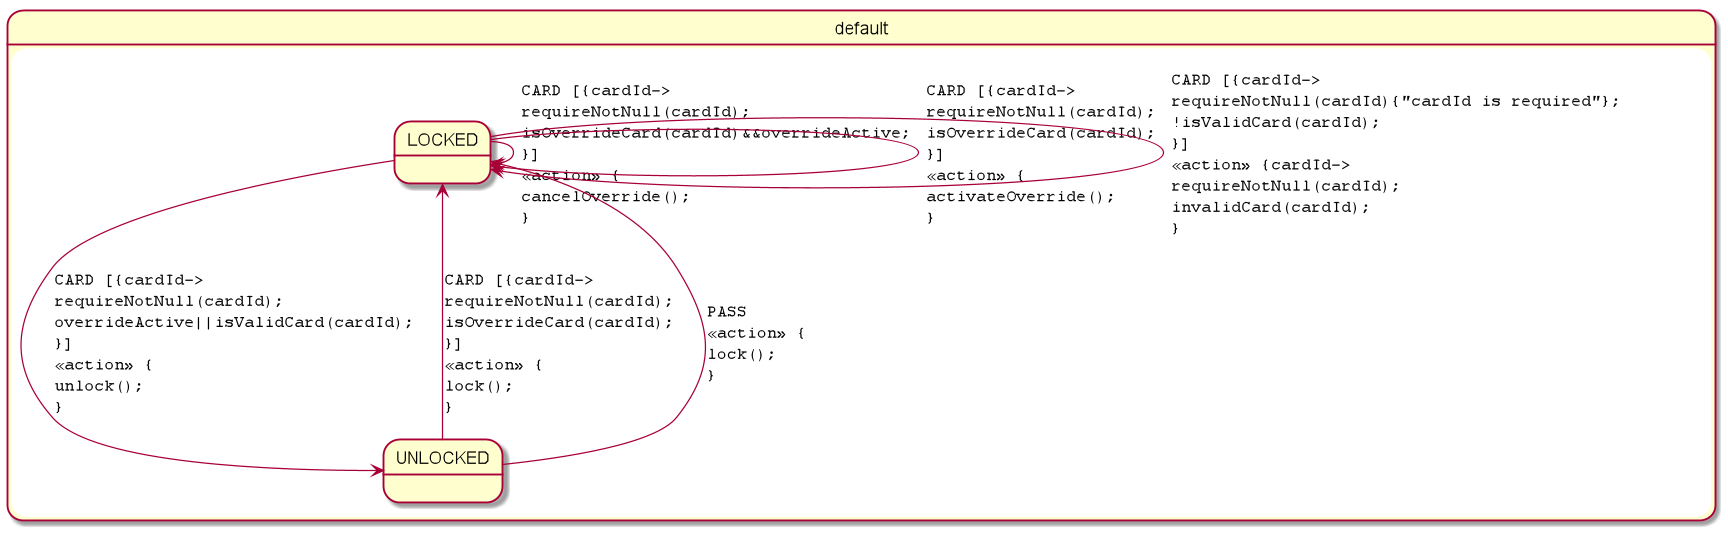 default
LOCKED
CARD [{cardId->
requireNotNull(cardId);
isOverrideCard(cardId)&&overrideActive;
}]
«action» {
cancelOverride();
}
CARD [{cardId->
requireNotNull(cardId);
isOverrideCard(cardId);
}]
«action» {
activateOverride();
}
CARD [{cardId->
requireNotNull(cardId){"cardId is required"};
!isValidCard(cardId);
}]
«action» {cardId->
requireNotNull(cardId);
invalidCard(cardId);
}
CARD [{cardId->
requireNotNull(cardId);
overrideActive||isValidCard(cardId);
}]
«action» {
unlock();
}
CARD [{cardId->
requireNotNull(cardId);
isOverrideCard(cardId);
}]
«action» {
lock();
}
PASS
«action» {
lock();
}
UNLOCKED